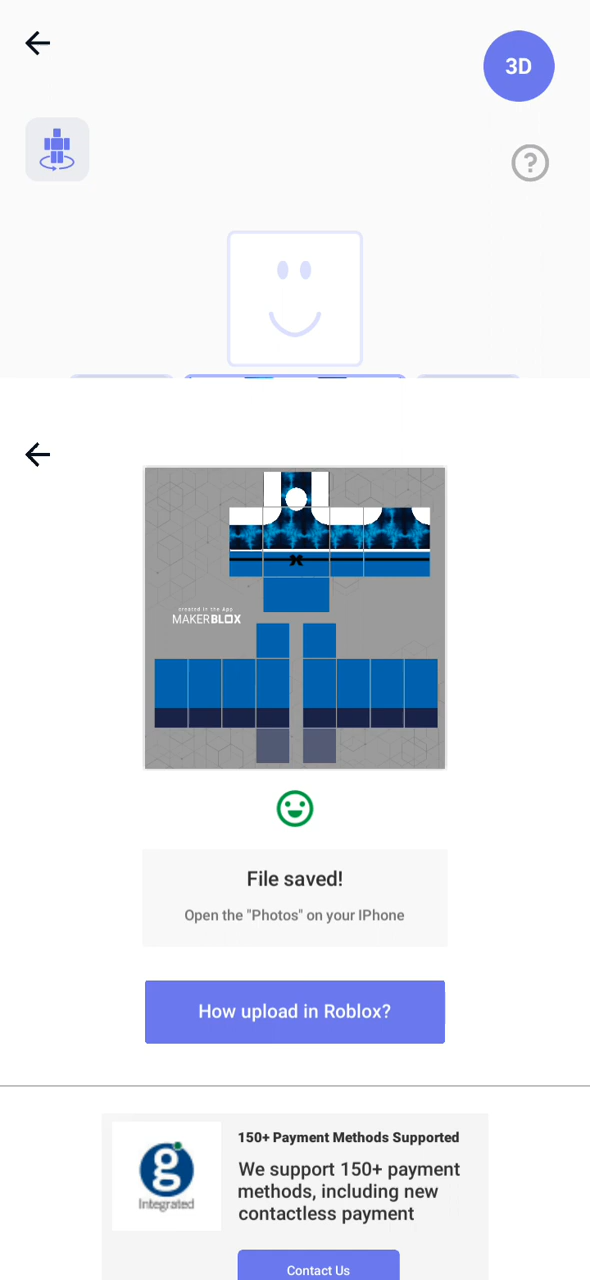 3D
?
created in the App
MAKERBLOX
File saved!
Open the "Photos" on your IPhone
How upload in Roblox?
150+ Payment Methods Supported
We support 150+ payment
methods, including new
contactless payment
g
Integrated
Contact Us